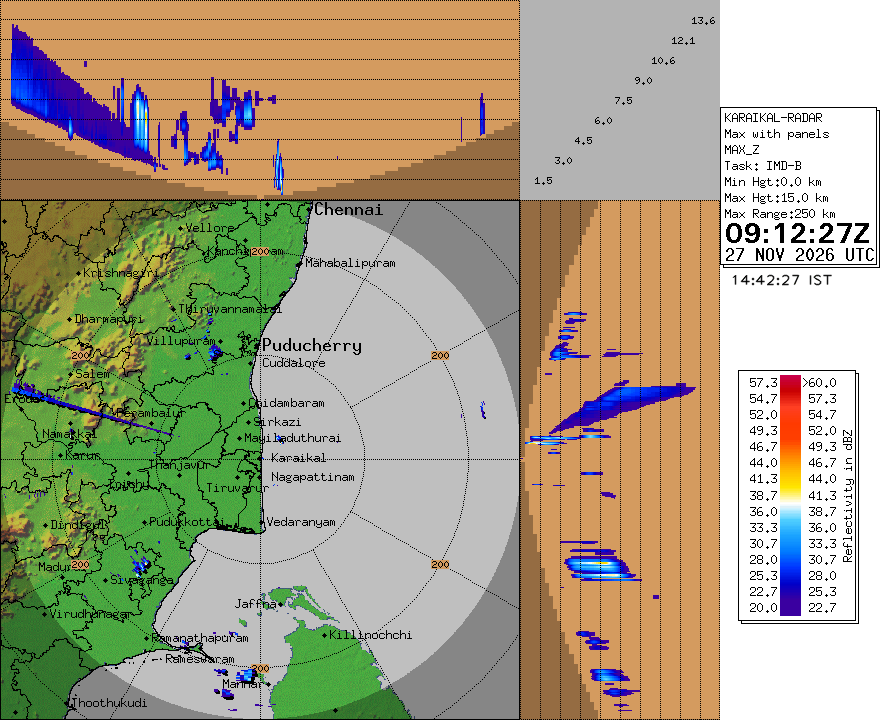 13.6
12.1
10.6
9.0
7.5
6.0
4.5
3.0
1.5
KARAIKAL-RADAR
Max with panels
MAX_Z
Task: IMD-B
Min Hgt:0.0 km
Max Hgt:15.0 km
Max Range:250 km
09:12:27Z
27 NOV 2026 UTC
14:42:27 IST
Chennai
Vellore
200
Mahabalipuram
Krishnagiri
Thiruvannamalai
Dharmapuri
Villupuram
Puducherry
200
200
Cuddalore
Salem
Chidambaram
Perambalur
Sirkazi
Namakkal
Mayiladuthurai
Karur
Karaikal
Thanjavur
Nagapattinam
Tiruvarur
Pudukkottai
Vedaranyam
Dindigul
200
200
Madurai
Sivaganga
Jaffna
Virudhunagar
Ramanathapuram
Killinochchi
Rameswaram
200
Mannar
Thoothukudi
57.3 >60.0
54.7 57.3
52.0 54.7
49.3 52.0
46.7 49.3
44.0 46.7
41.3 44.0
38.7 41.3
36.0 38.7
33.3 36.0
30.7 33.3
28.0 30.7
25.3 28.0
22.7 25.3
20.0 22.7
Reflectivity in dBZ